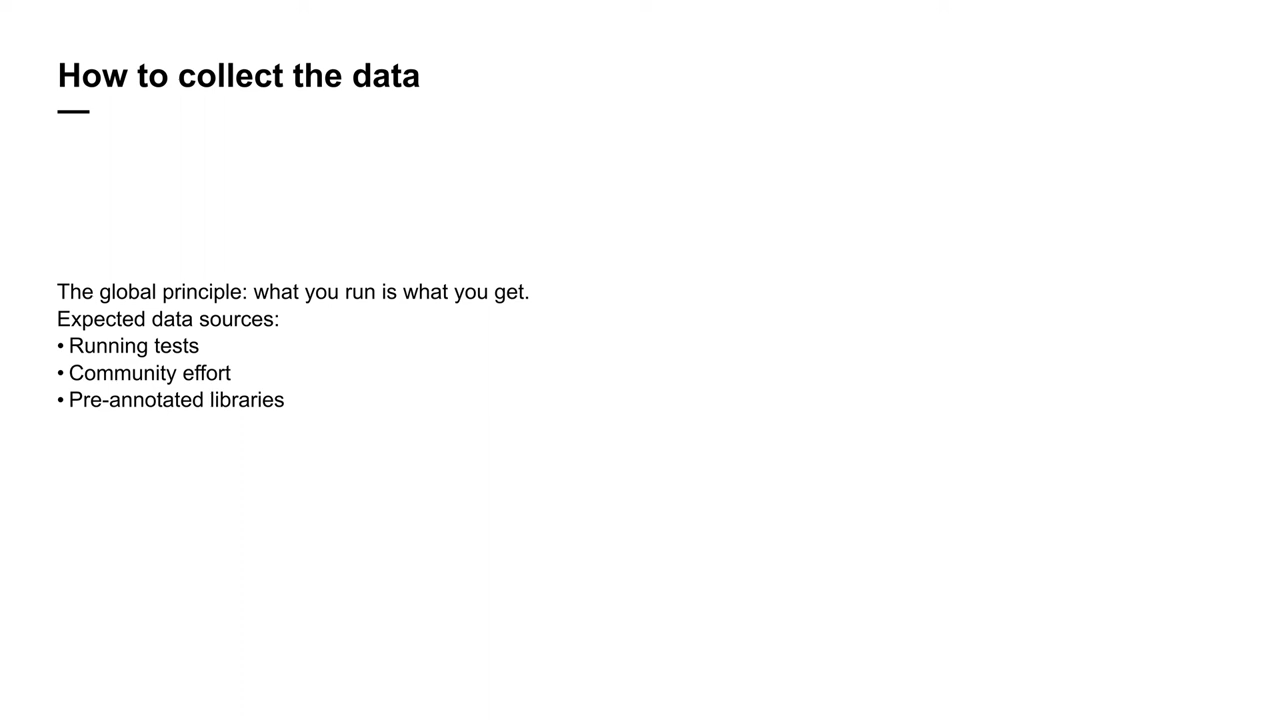 How to collect the data
The global principle: what you run is what you get.
Expected data sources:
• Running tests
• Community effort
• Pre-annotated libraries